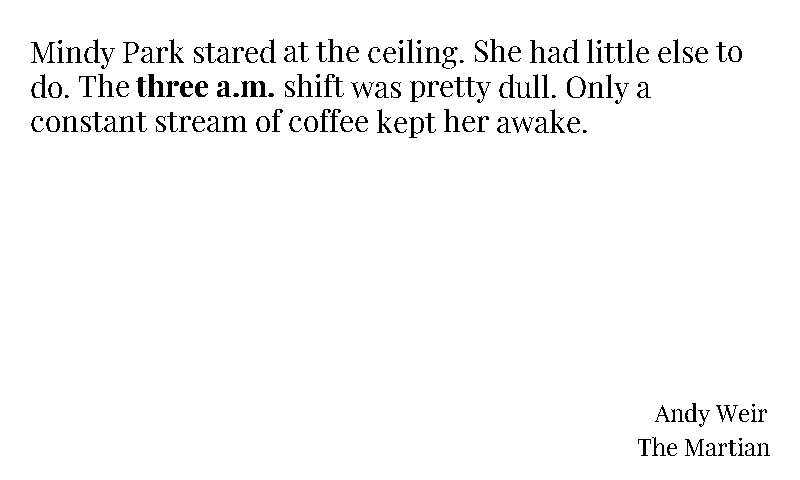 Mindy Park stared at the ceiling. She had little else to
do. The three a.m. shift was pretty dull. Only a
constant stream of coffee kept her awake.
Andy Weir
The Martian